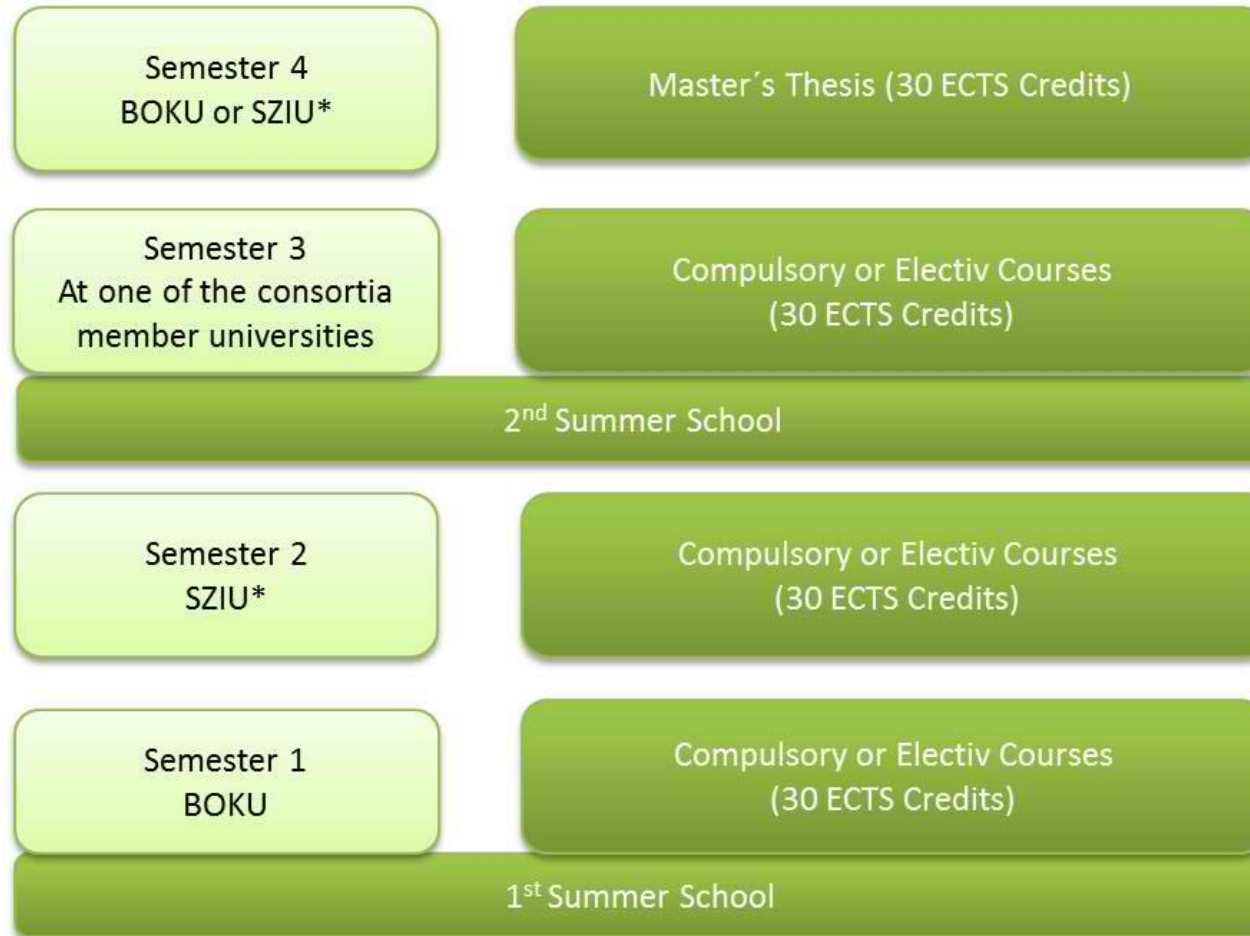 Semester 4
BOKU or SZIU*
Master´s Thesis (30 ECTS Credits)
Semester 3
At one of the consortia
member universities
Compulsory or Electiv Courses
(30 ECTS Credits)
2nd Summer School
Semester 2
SZIU*
Compulsory or Electiv Courses
(30 ECTS Credits)
Semester 1
BOKU
Compulsory or Electiv Courses
(30 ECTS Credits)
1st Summer School